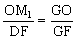 OM₁/DF = GO/GF